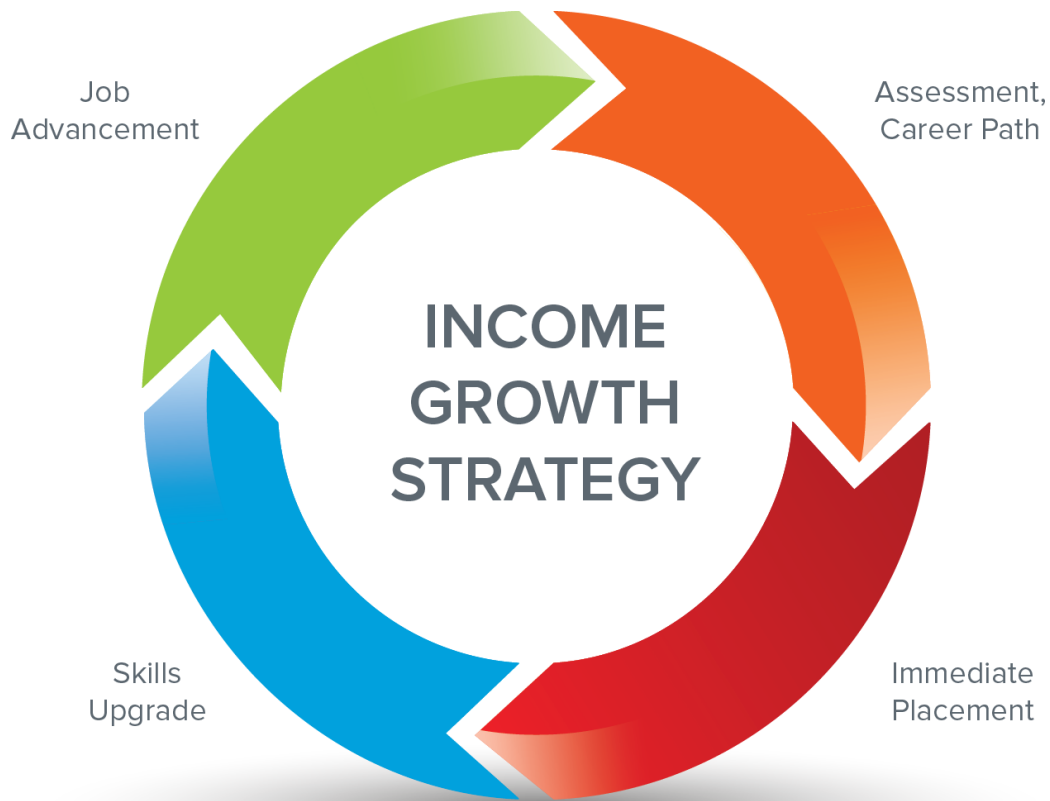 Job
Advancement
Assessment,
Career Path
INCOME
GROWTH
STRATEGY
Skills
Upgrade
Immediate
Placement